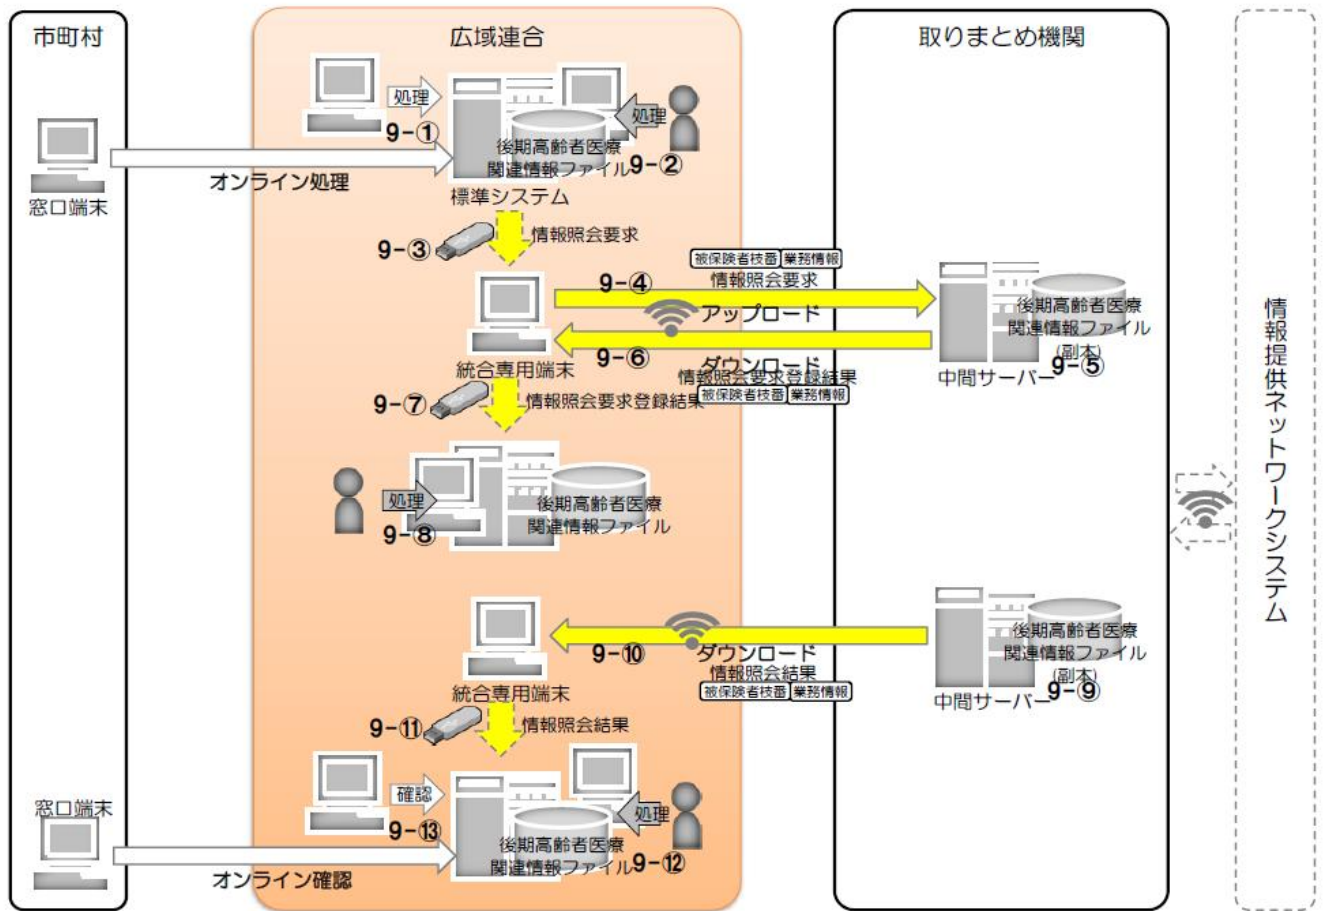 市町村
広域連合
取りまとめ機関
処理
9-①
処理
9-②
後期高齢者医療
関連情報ファイル
標準システム
オンライン処理
窓口端末
9-③
情報照会要求
9-④
被保険者枝番 業務情報
情報照会要求
アップロード
統合専用端末
9-⑥
ダウンロード
情報照会要求登録結果
被保険者枝番 業務情報
後期高齢者医療
関連情報ファイル
(副本)
9-⑤
中間サーバー
9-⑦
情報照会要求登録結果
処理
9-⑧
後期高齢者医療
関連情報ファイル
情報提供ネットワークシステム
9-⑩
ダウンロード
情報照会結果
被保険者枝番 業務情報
統合専用端末
後期高齢者医療
関連情報ファイル
(副本)
9-⑨
中間サーバー
9-⑪
情報照会結果
確認
9-⑬
処理
9-⑫
後期高齢者医療
関連情報ファイル
窓口端末
オンライン確認